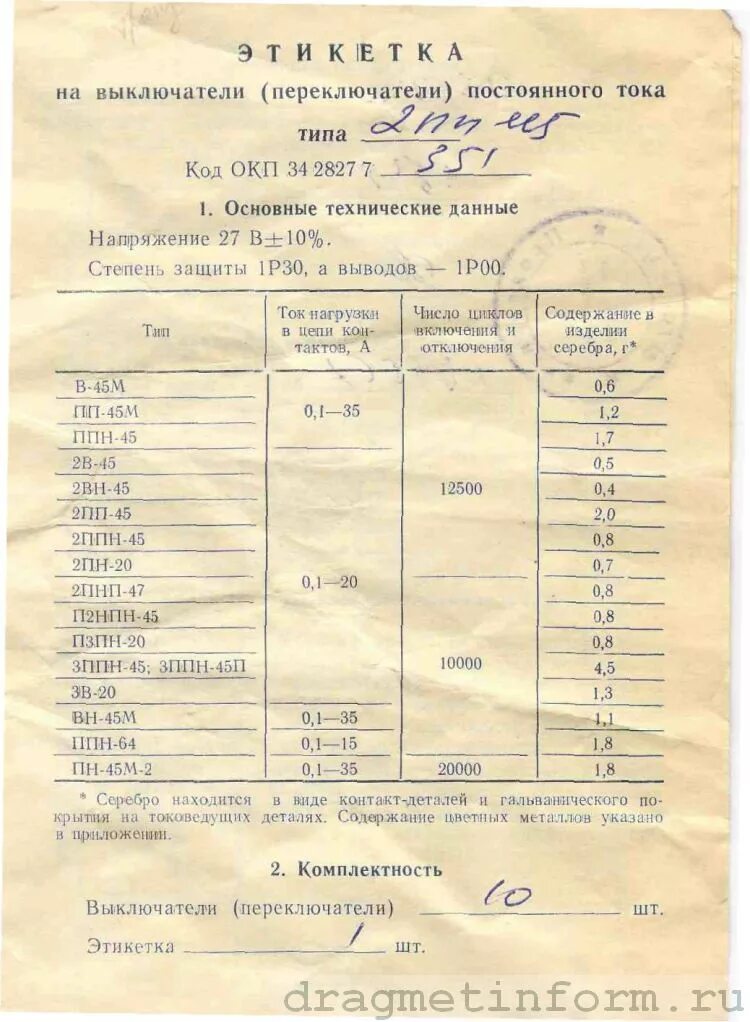 ЭТИКЕТКА
на выключатели (переключатели) постоянного тока
типа
Код ОКП 34 2827 7 351
1. Основные технические данные
Напряжение 27 В±10%.
Степень защиты 1Р30, а выводов — 1Р00.
Тип | Ток нагрузки в цепи контактов, А | Число циклов включения и отключения | Содержание в изделии серебра, г*
В-45М 0,6
ПП-45М 0,1—35 1,2
ППН-45 1,7
2В-45 0,5
2ВН-45 12500 0,4
2ПП-45 2,0
2ППН-45 0,8
2ПН-20 0,7
2ПНП-47 0,1—20 0,8
П2НПН-45 0,8
П3ПН-20 0,8
3ППН-45; 3ППН-45П 10000 4,5
3В-20 1,3
ВН-45М 0,1—35 1,1
ППН-64 0,1—15 1,8
ПН-45М-2 0,1—35 20000 1,8
* Серебро находится в виде контакт-деталей и гальванического по-
крытия на токоведущих деталях. Содержание цветных металлов указано
в приложении.
2. Комплектность
Выключатели (переключатели) 10 шт.
Этикетка 1 шт.
dragmetinform.ru